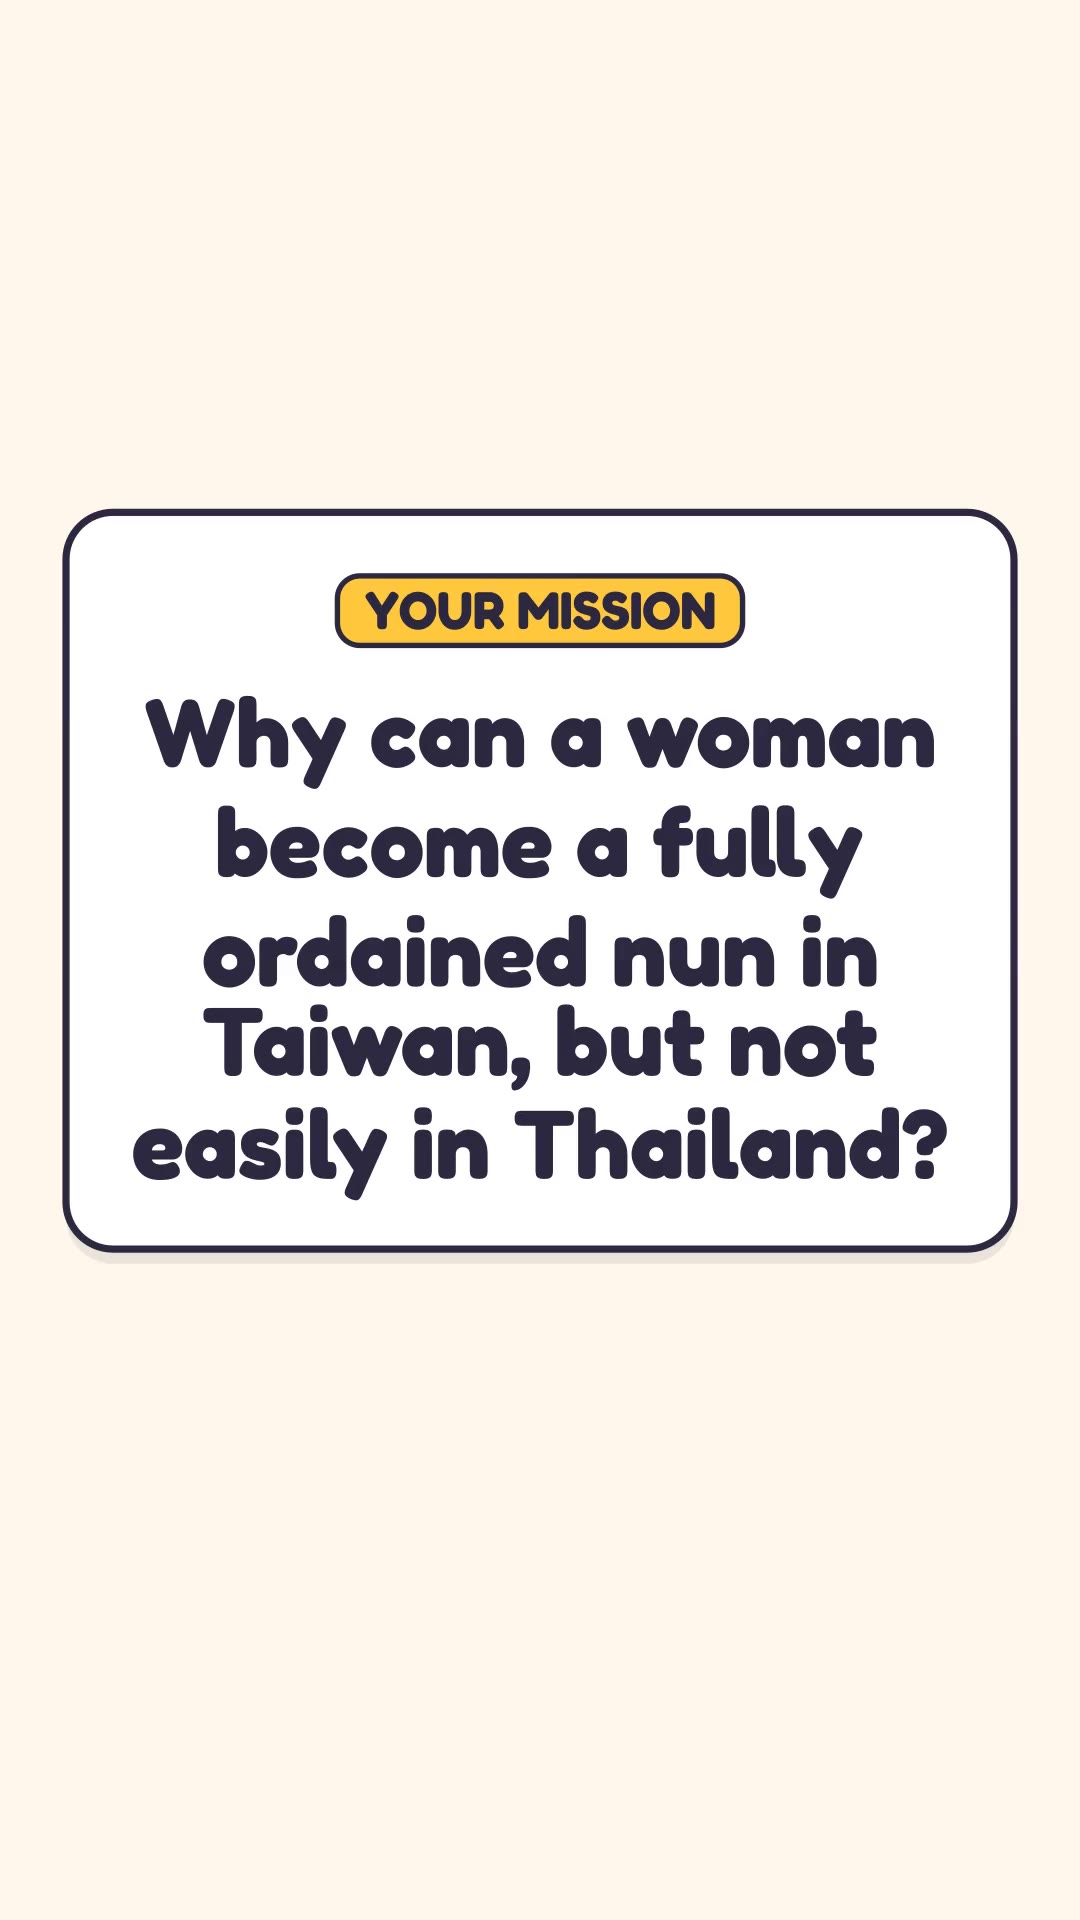 YOUR MISSION
Why can a woman
become a fully
ordained nun in
Taiwan, but not
easily in Thailand?